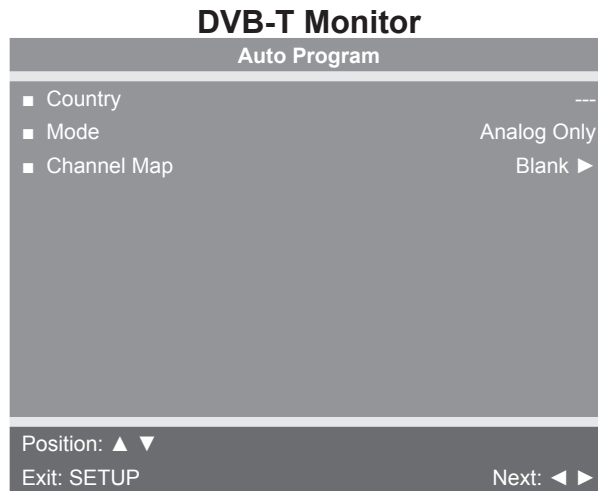 DVB-T Monitor
Auto Program
■ Country ---
■ Mode Analog Only
■ Channel Map Blank ►
Position: ▲ ▼
Exit: SETUP Next: ◄ ►